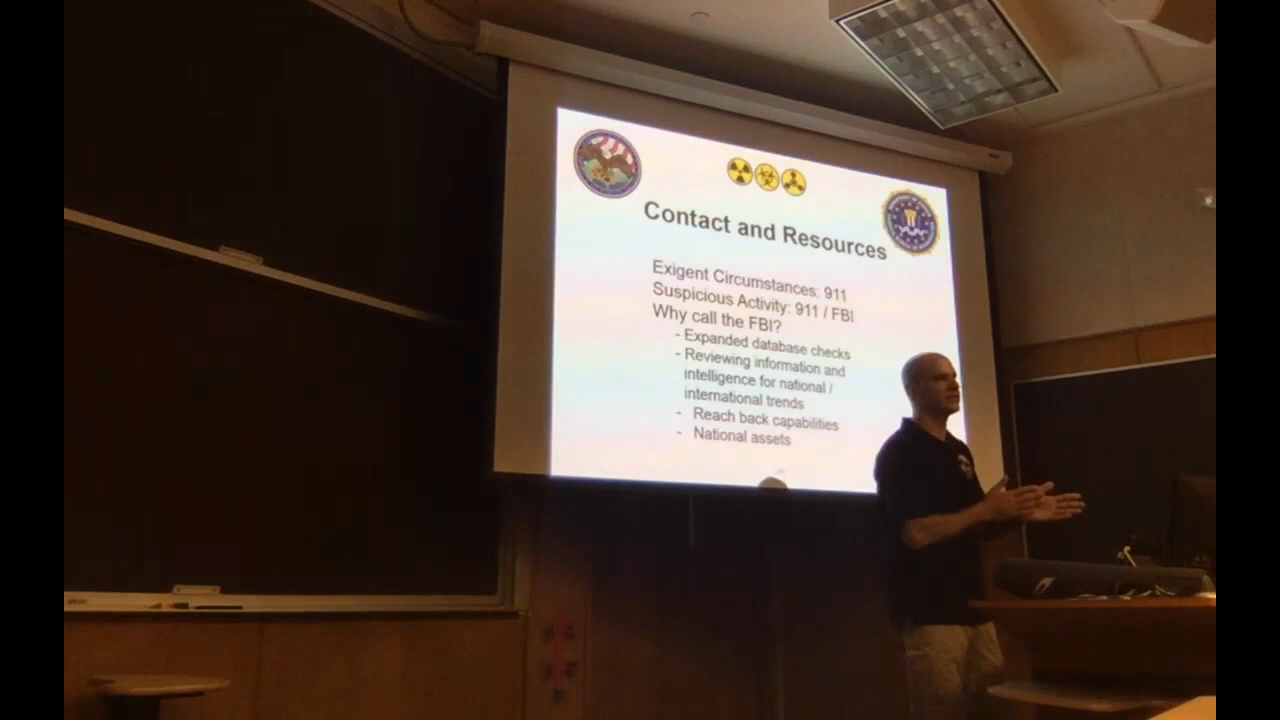 Contact and Resources
Exigent Circumstances: 911
Suspicious Activity: 911 / FBI
Why call the FBI?
- Expanded database checks
- Reviewing information and
intelligence for national /
international trends
- Reach back capabilities
- National assets